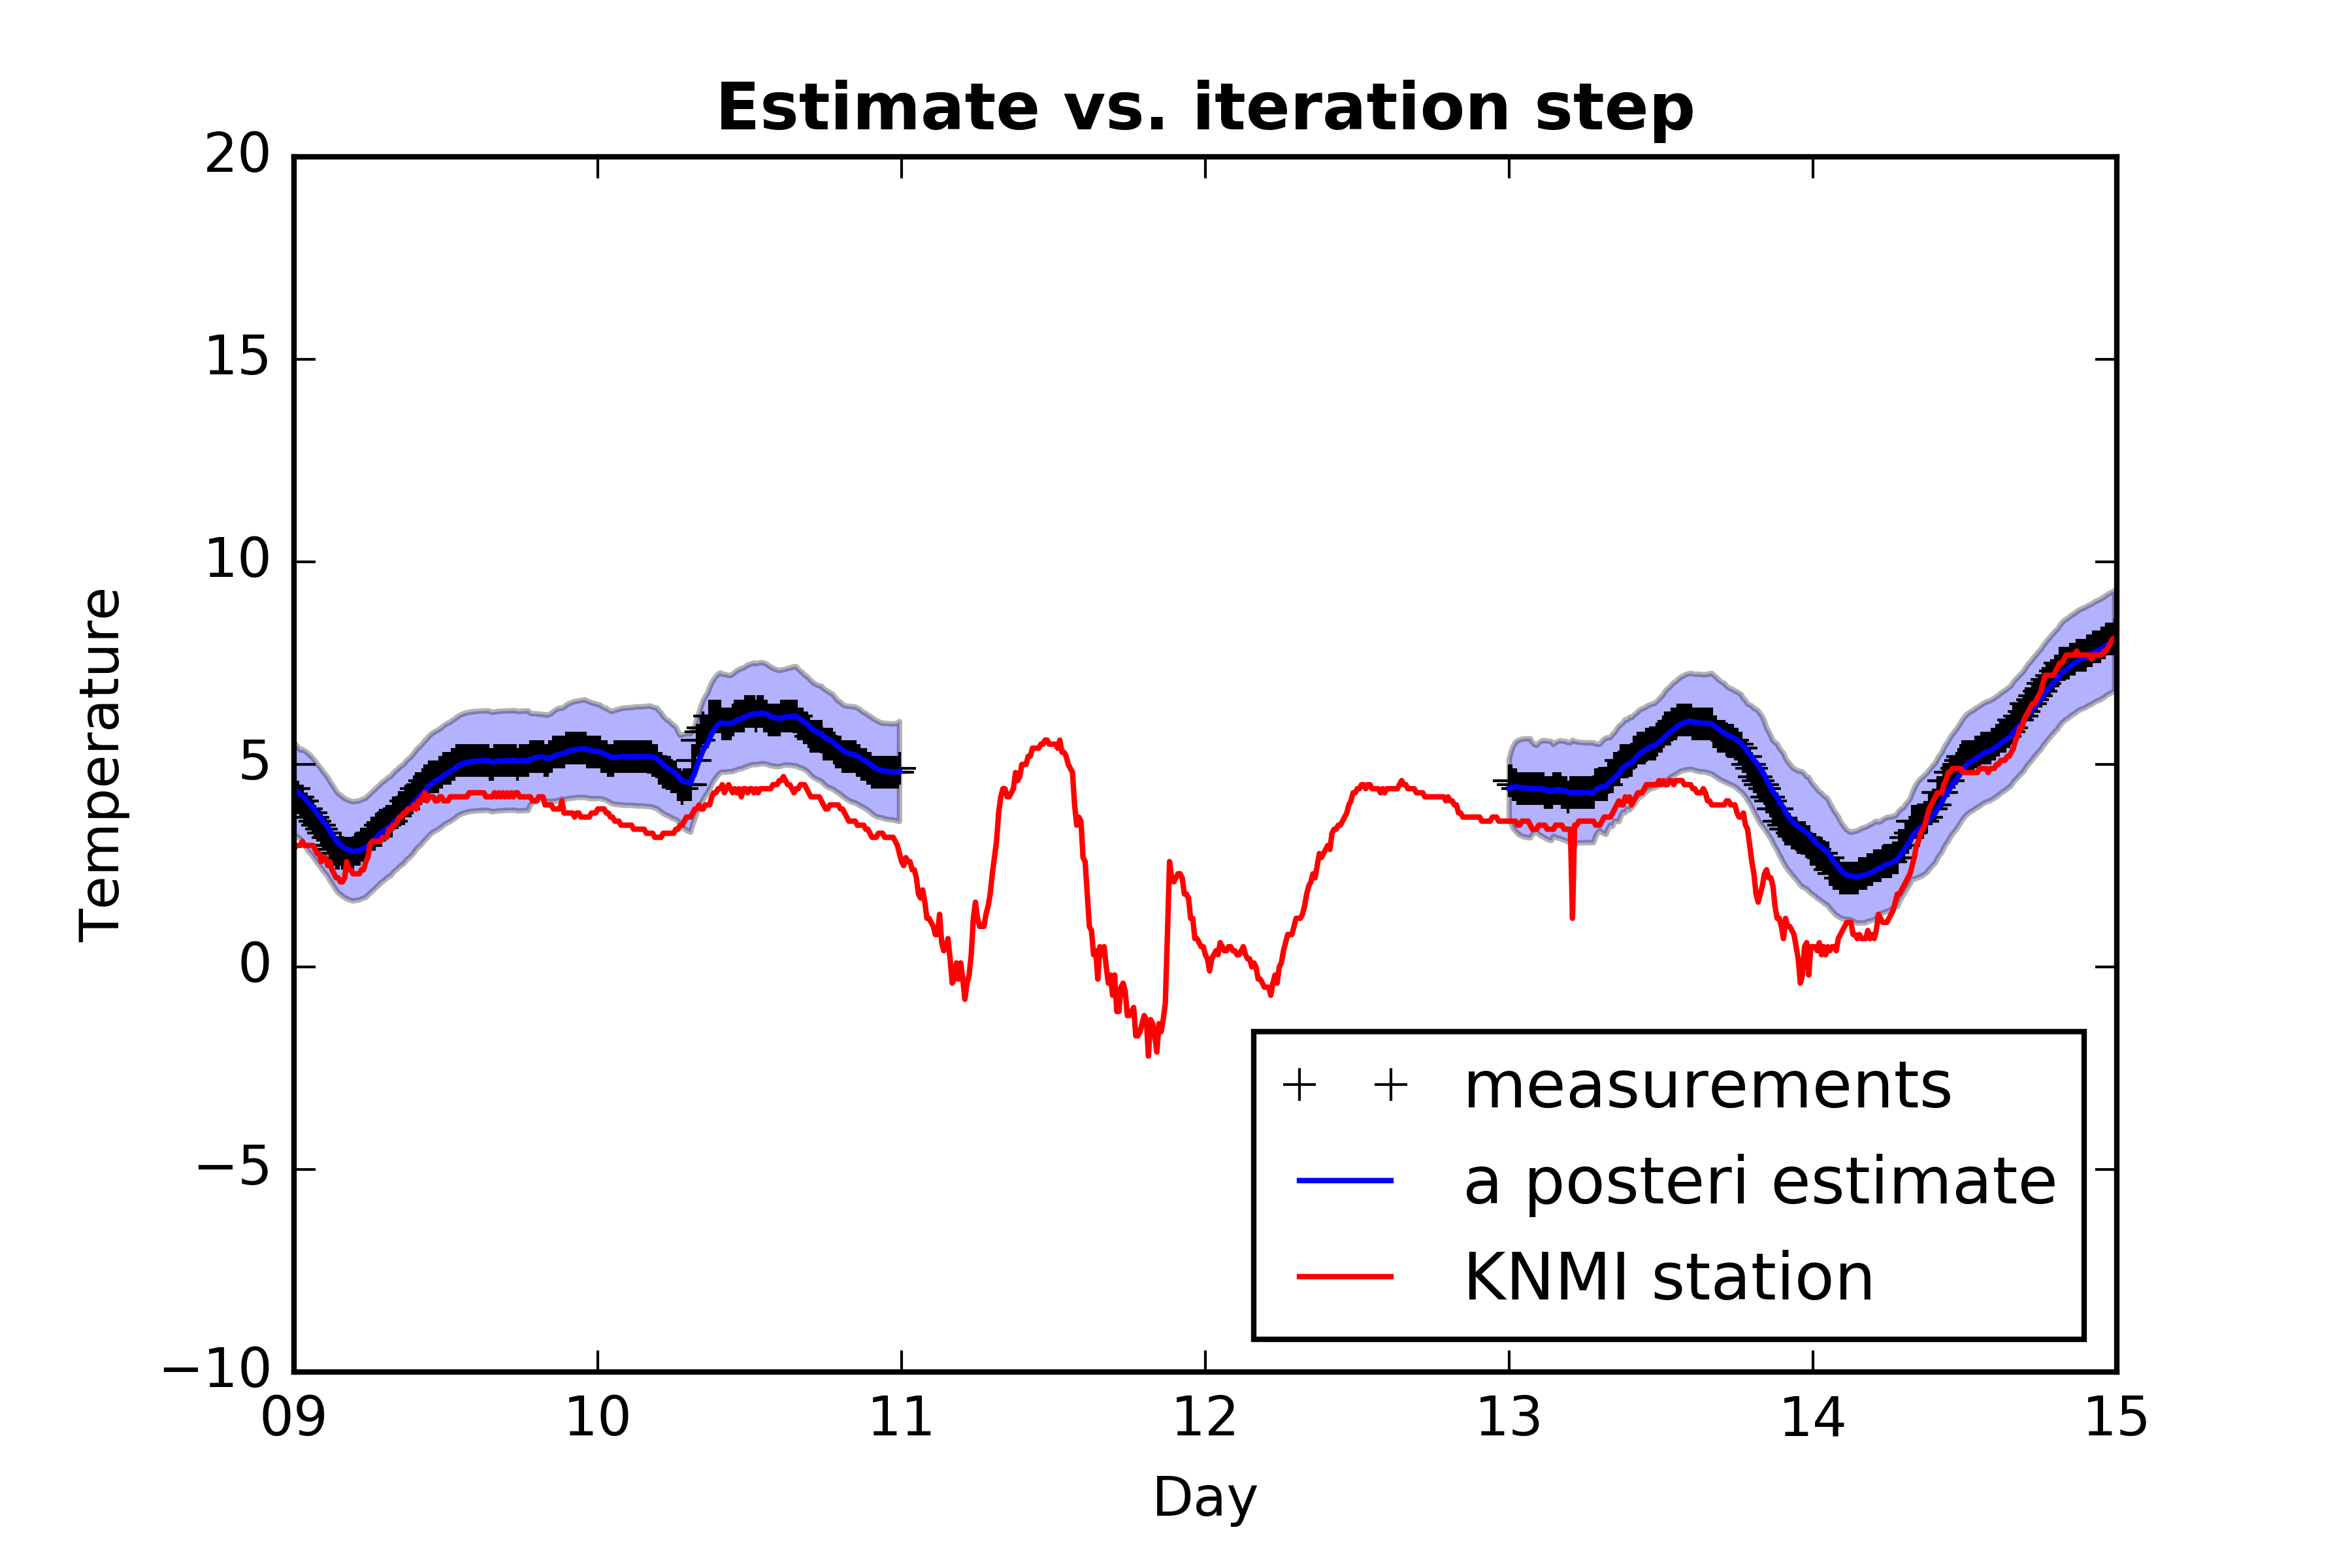 Estimate vs. iteration step
20
15
10
5
0
−5
−10
Temperature
measurements
a posteri estimate
KNMI station
09 10 11 12 13 14 15
Day